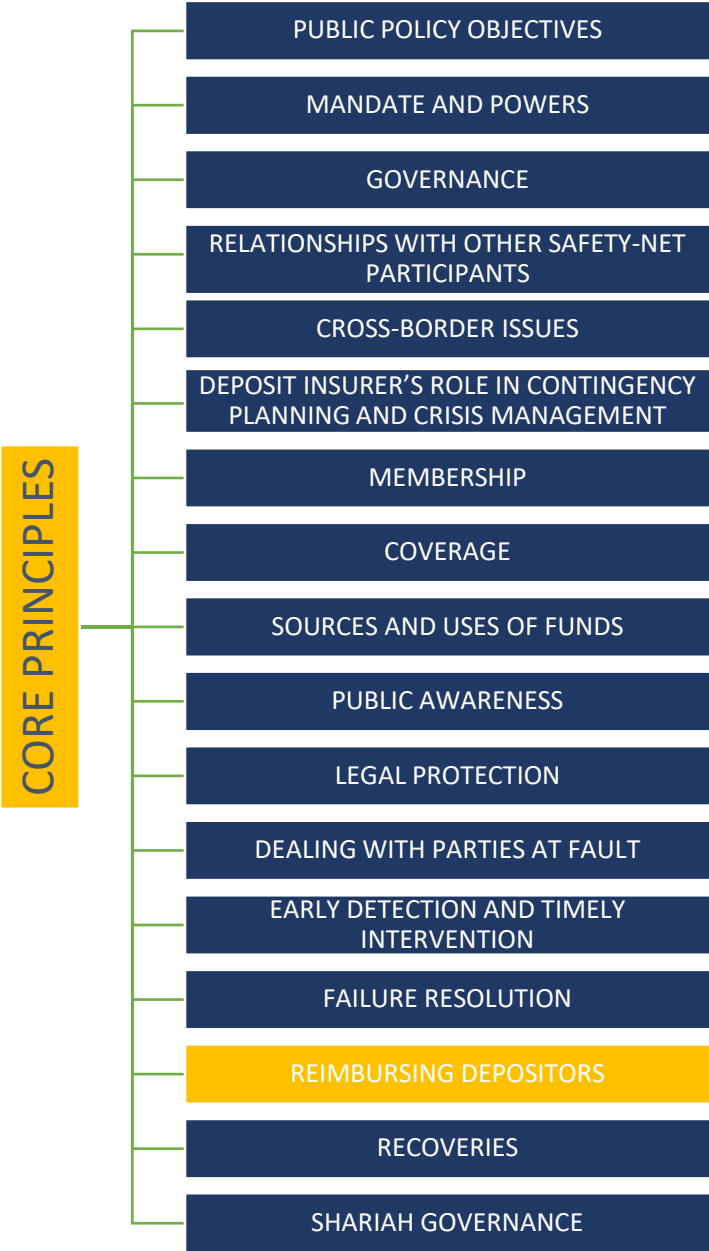 CORE PRINCIPLES
PUBLIC POLICY OBJECTIVES
MANDATE AND POWERS
GOVERNANCE
RELATIONSHIPS WITH OTHER SAFETY-NET
PARTICIPANTS
CROSS-BORDER ISSUES
DEPOSIT INSURER’S ROLE IN CONTINGENCY
PLANNING AND CRISIS MANAGEMENT
MEMBERSHIP
COVERAGE
SOURCES AND USES OF FUNDS
PUBLIC AWARENESS
LEGAL PROTECTION
DEALING WITH PARTIES AT FAULT
EARLY DETECTION AND TIMELY
INTERVENTION
FAILURE RESOLUTION
REIMBURSING DEPOSITORS
RECOVERIES
SHARIAH GOVERNANCE